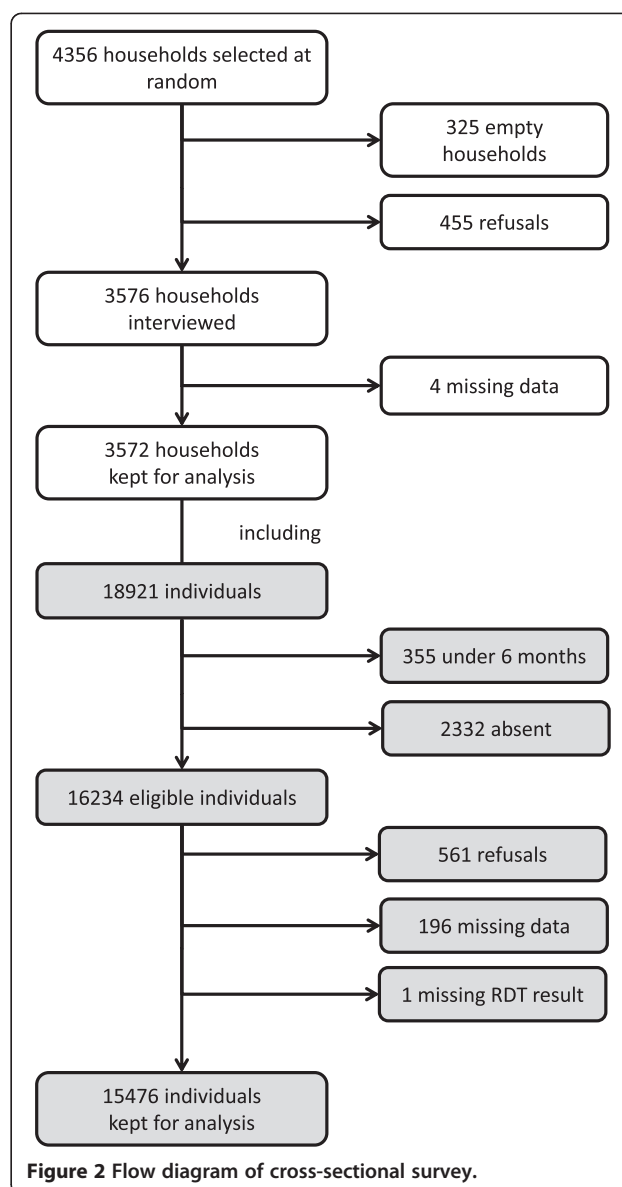 4356 households selected at
random
325 empty
households
455 refusals
3576 households
interviewed
4 missing data
3572 households
kept for analysis
including
18921 individuals
355 under 6 months
2332 absent
16234 eligible individuals
561 refusals
196 missing data
1 missing RDT result
15476 individuals
kept for analysis
Figure 2 Flow diagram of cross-sectional survey.